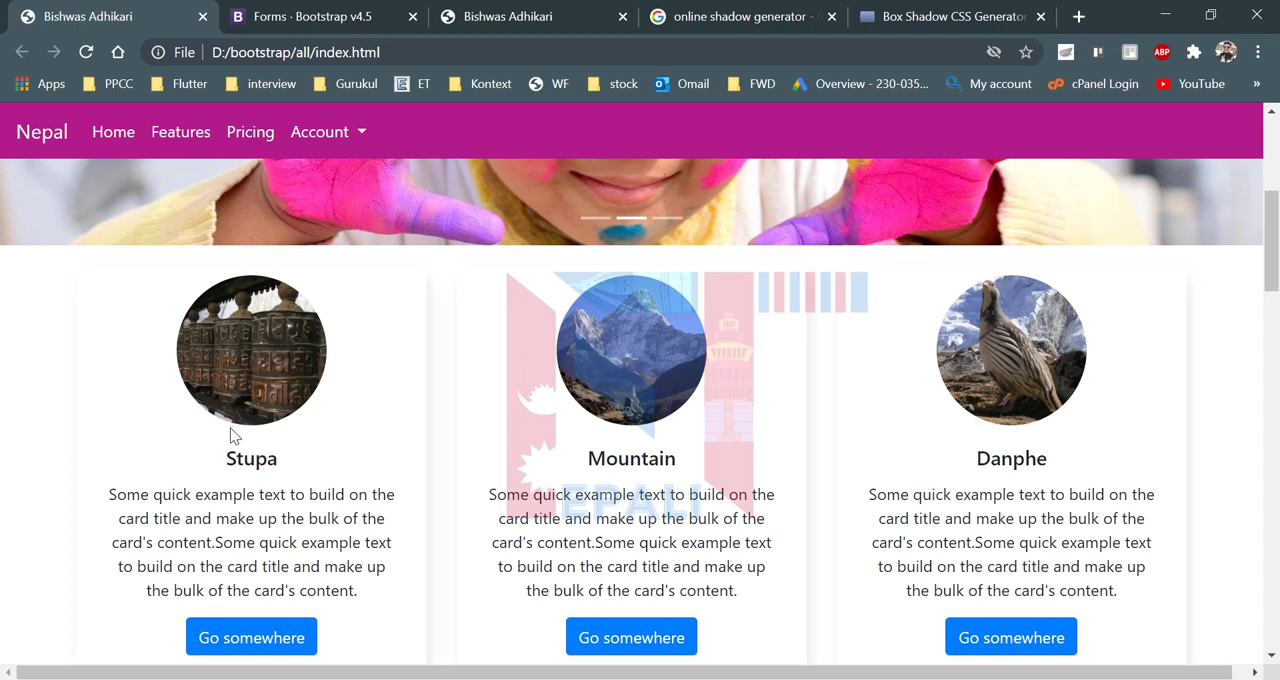 Bishwas Adhikari
Forms · Bootstrap v4.5
Bishwas Adhikari
online shadow generator -
Box Shadow CSS Generator
File D:/bootstrap/all/index.html
ABP
Apps PPCC Flutter interview Gurukul ET Kontext WF stock Omail FWD Overview - 230-035... My account cPanel Login YouTube »
Nepal Home Features Pricing Account
Stupa
Some quick example text to build on the
card title and make up the bulk of the
card's content.Some quick example text
to build on the card title and make up
the bulk of the card's content.
Go somewhere
Mountain
Some quick example text to build on the
card title and make up the bulk of the
card's content.Some quick example text
to build on the card title and make up
the bulk of the card's content.
Go somewhere
Danphe
Some quick example text to build on the
card title and make up the bulk of the
card's content.Some quick example text
to build on the card title and make up
the bulk of the card's content.
Go somewhere
EPALI